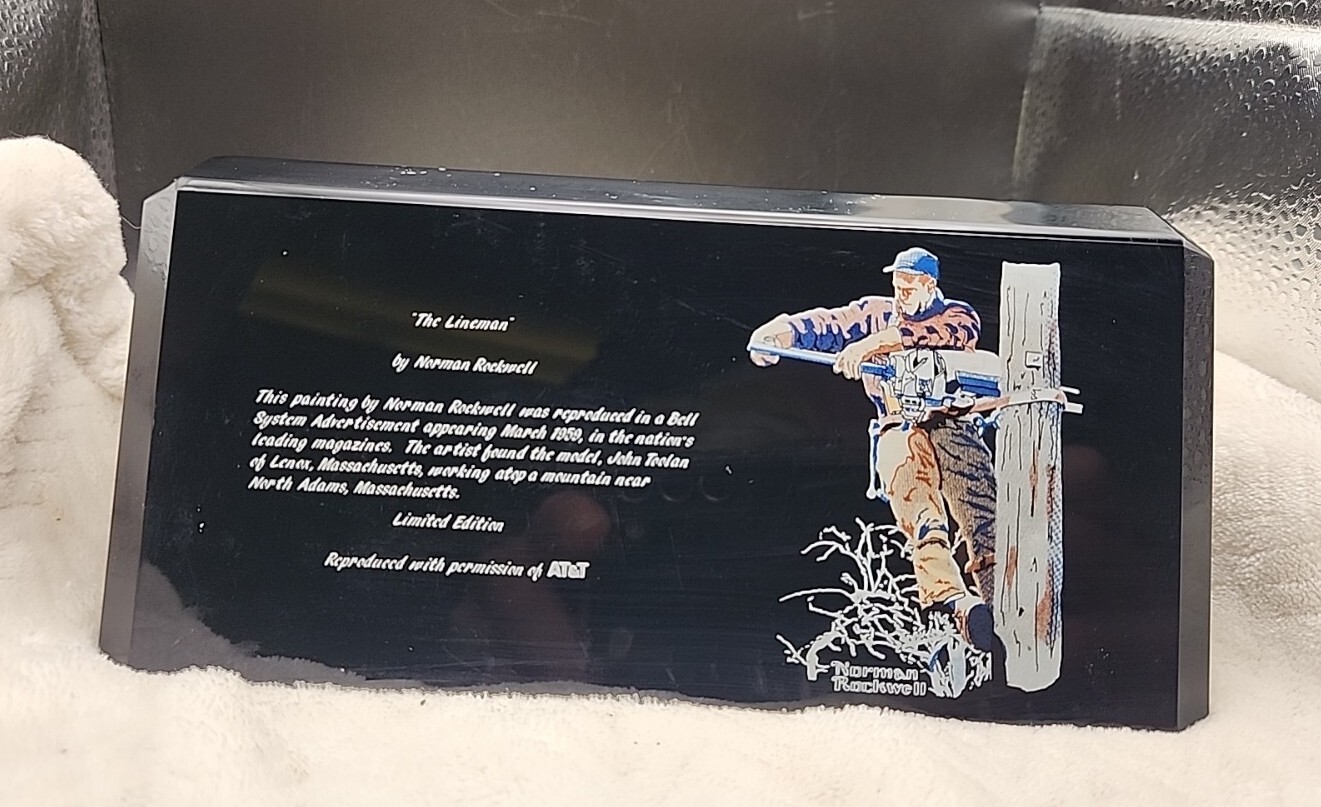 "The Lineman"
by Norman Rockwell
This painting by Norman Rockwell was reproduced in a Bell
System Advertisement appearing March 1959, in the nation's
leading magazines. The artist found the model, John Toolan
of Lenox, Massachusetts, working atop a mountain near
North Adams, Massachusetts.
Limited Edition
Reproduced with permission of AT&T
Norman
Rockwell